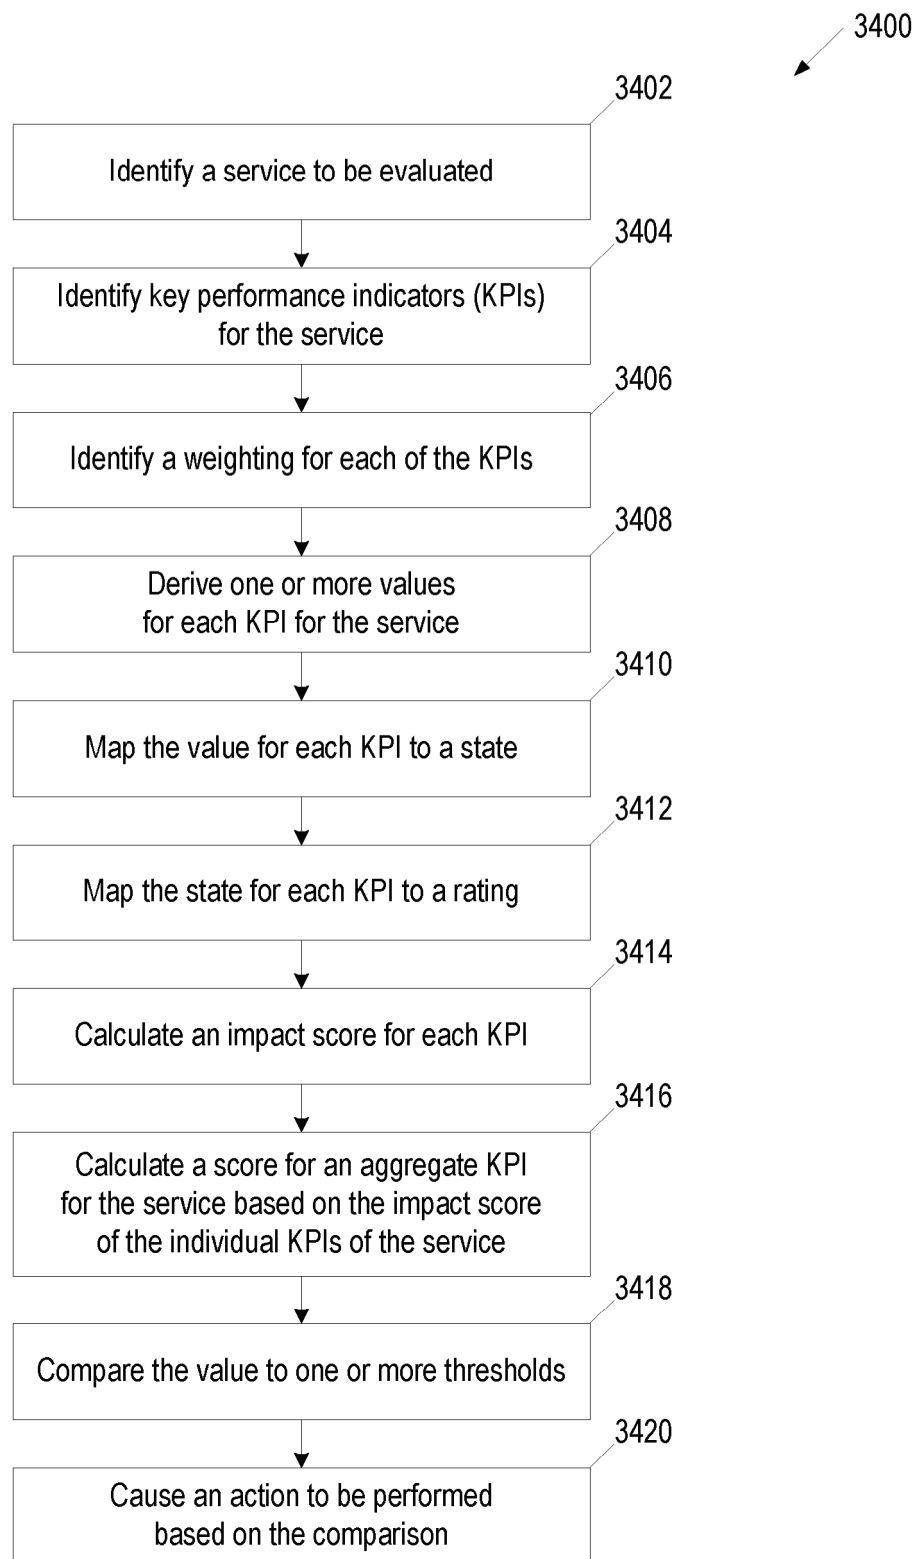 3400
3402
Identify a service to be evaluated
3404
Identify key performance indicators (KPIs)
for the service
3406
Identify a weighting for each of the KPIs
3408
Derive one or more values
for each KPI for the service
3410
Map the value for each KPI to a state
3412
Map the state for each KPI to a rating
3414
Calculate an impact score for each KPI
3416
Calculate a score for an aggregate KPI
for the service based on the impact score
of the individual KPIs of the service
3418
Compare the value to one or more thresholds
3420
Cause an action to be performed
based on the comparison